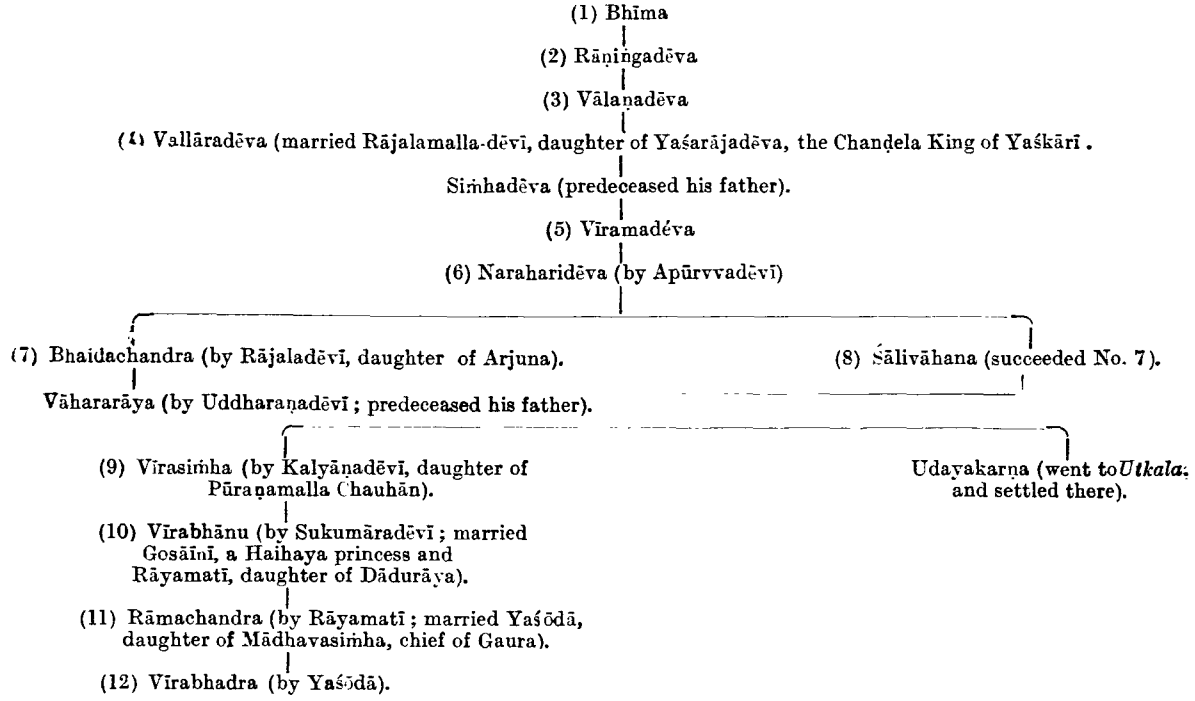 (1) Bhīma
(2) Rāṇiṅgadēva
(3) Vālaṇadēva
(4) Vallāradēva (married Rājalamalla-dēvī, daughter of Yaśarājadēva, the Chaṇḍela King of Yaśkārī .
Siṁhadēva (predeceased his father).
(5) Vīramadéva
(6) Naraharidēva (by Apūrvvadēvī)
(7) Bhaidachandra (by Rājaladēvī, daughter of Arjuna).
(8) Śālivāhana (succeeded No. 7).
Vāhararāya (by Uddharaṇadēvī ; predeceased his father).
(9) Vīrasiṁha (by Kalyāṇadēvī, daughter of
Pūraṇamalla Chauhān).
Udayakarṇa (went to Utkala;
and settled there).
(10) Vīrabhānu (by Sukumāradēvī ; married
Gosāīnī, a Haihaya princess and
Rāyamatī, daughter of Dādurāya).
(11) Rāmachandra (by Rāyamatī ; married Yaśōdā,
daughter of Mādhavasiṁha, chief of Gaura).
(12) Vīrabhadra (by Yaśōdā).